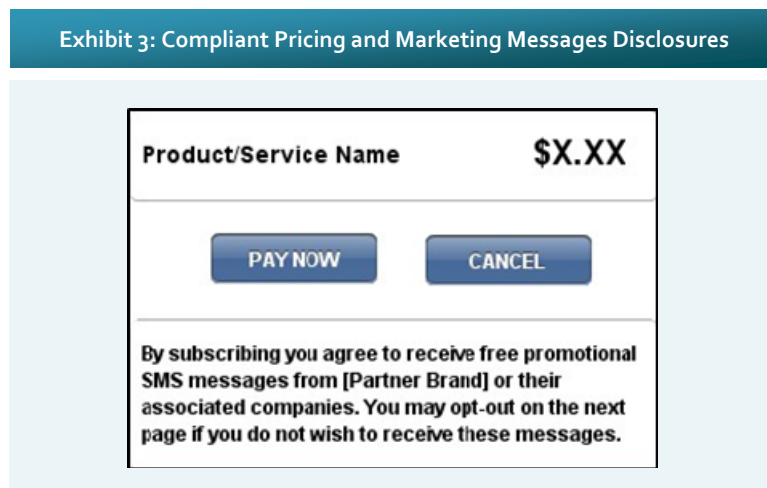 Exhibit 3: Compliant Pricing and Marketing Messages Disclosures
Product/Service Name $X.XX
PAY NOW CANCEL
By subscribing you agree to receive free promotional
SMS messages from [Partner Brand] or their
associated companies. You may opt-out on the next
page if you do not wish to receive these messages.